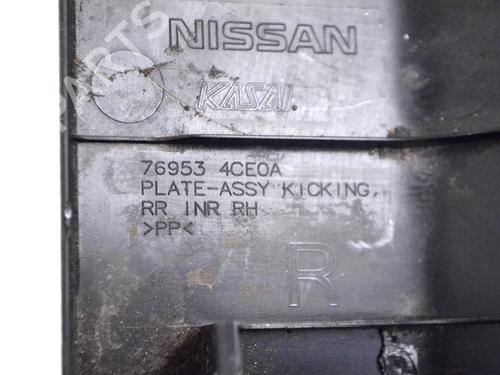 NISSAN
KASAI
76953 4CE0A
PLATE-ASSY KICKING,
RR INR RH
>PP<
R